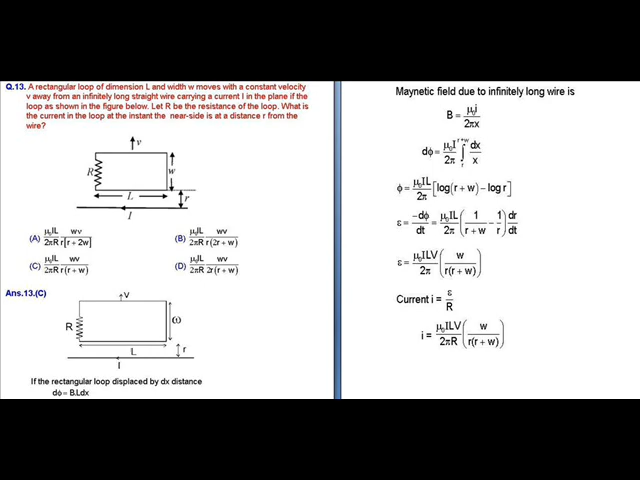 Q.13. A rectangular loop of dimension L and width w moves with a constant velocity
v away from an infinitely long straight wire carrying a current I in the plane if the
loop as shown in the figure below. Let R be the resistance of the loop. What is
the current in the loop at the instant the near-side is at a distance r from the
wire?
v
R
w
L
r
I
(A) μ₀IL/2πR wv/r[r + 2w]
(B) μ₀IL/2πR wv/r(2r + w)
(C) μ₀IL/2πR wv/r(r + w)
(D) μ₀IL/2πR wv/2r(r + w)
Ans.13.(C)
V
R
ω
L
r
I
If the rectangular loop displaced by dx distance
dϕ = B.Ldx
Maynetic field due to infinitely long wire is
B = μ₀i/2πx
dϕ = μ₀I/2π ∫ᵣʳ⁺ʷ dx/x
ϕ = μ₀IL/2π [log(r + w) − log r]
ε = −dϕ/dt = μ₀IL/2π (1/r + w − 1/r) dr/dt
ε = μ₀ILV/2π (w/r(r + w))
Current i = ε/R
i = μ₀ILV/2πR (w/r(r + w))